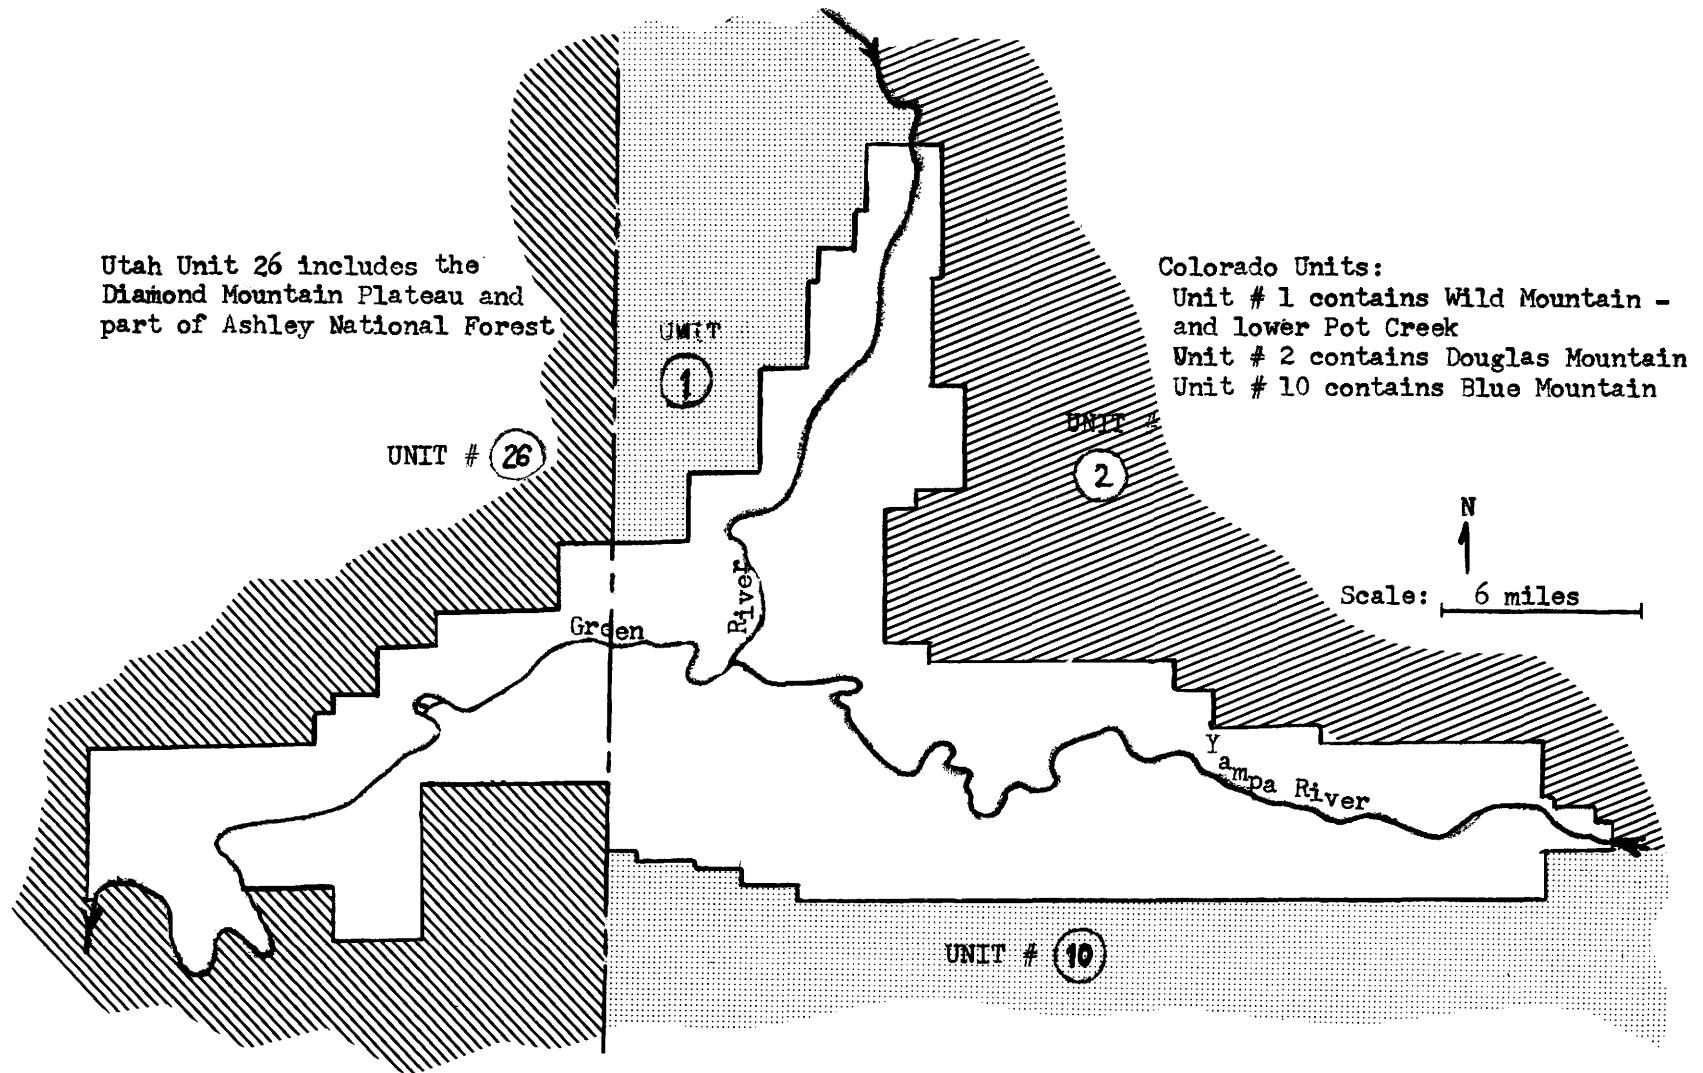 Utah Unit 26 includes the
Diamond Mountain Plateau and
part of Ashley National Forest
Colorado Units:
Unit # 1 contains Wild Mountain -
and lower Pot Creek
Unit # 2 contains Douglas Mountain
Unit # 10 contains Blue Mountain
UNIT
1
UNIT #
2
UNIT # 26
N
Scale: 6 miles
Green
River
Yampa River
UNIT # 10